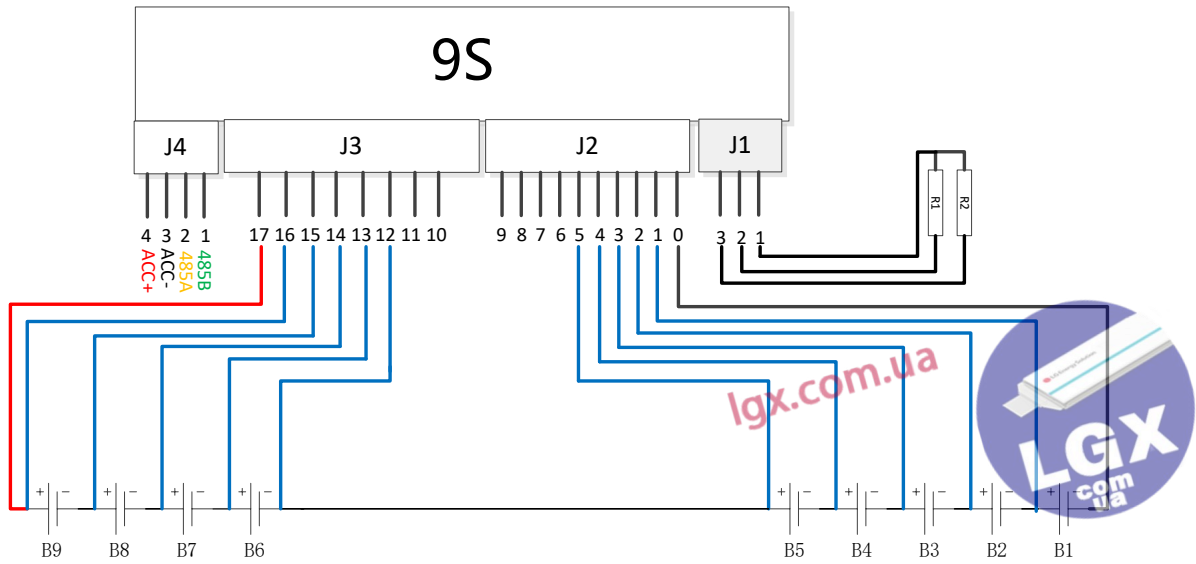 9S
J4
J3
J2
J1
R1
R2
4 3 2 1
17 16 15 14 13 12 11 10
9 8 7 6 5 4 3 2 1 0
3 2 1
ACC+
ACC-
485A
485B
lgx.com.ua
LGX
com
ua
+ − + − + − + −
+ − + − + − + − + −
B9 B8 B7 B6
B5 B4 B3 B2 B1